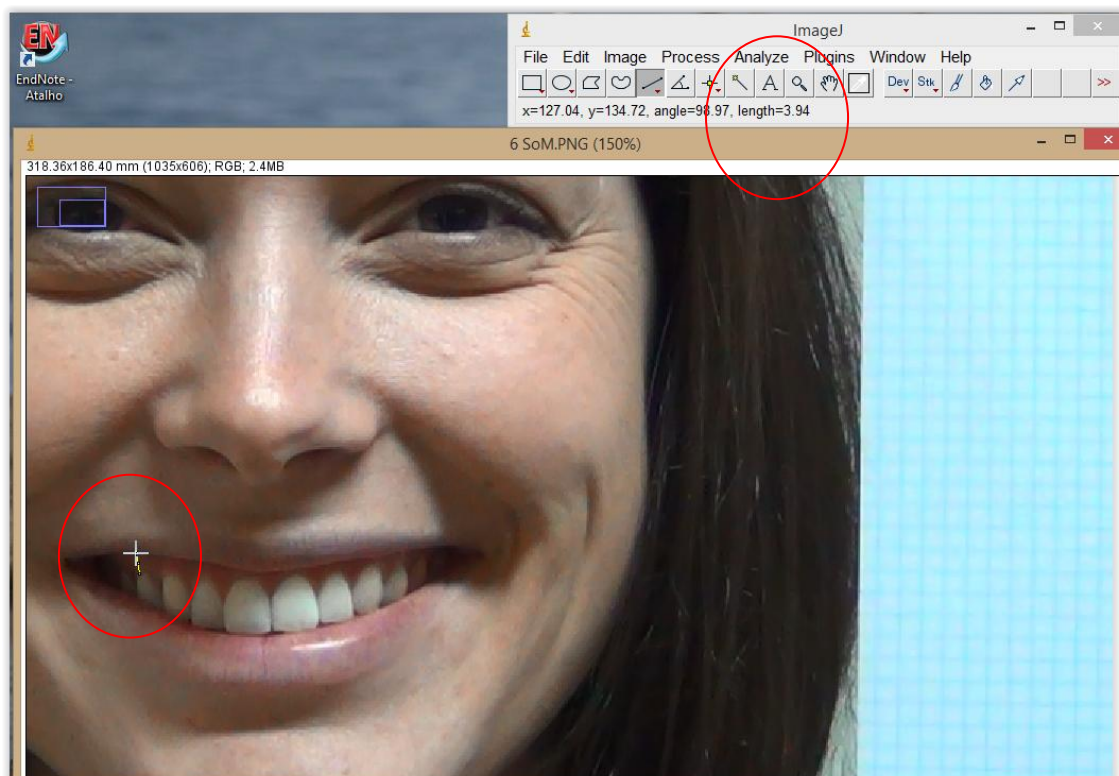 EN
EndNote -
Atalho
ImageJ
File Edit Image Process Analyze Plugins Window Help
A Dev Stk >>
x=127.04, y=134.72, angle=98.97, length=3.94
6 SoM.PNG (150%)
318.36x186.40 mm (1035x606); RGB; 2.4MB